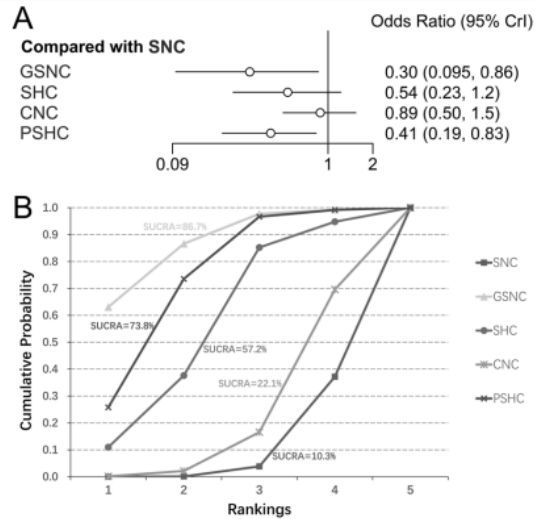 A
Odds Ratio (95% CrI)
Compared with SNC
GSNC 0.30 (0.095, 0.86)
SHC 0.54 (0.23, 1.2)
CNC 0.89 (0.50, 1.5)
PSHC 0.41 (0.19, 0.83)
0.09 1 2
B
Cumulative Probability
1.0
0.9
0.8
0.7
0.6
0.5
0.4
0.3
0.2
0.1
0.0
SUCRA=86.7%
SUCRA=73.8%
SUCRA=57.2%
SUCRA=22.1%
SUCRA=10.3%
SNC
GSNC
SHC
CNC
PSHC
1 2 3 4 5
Rankings